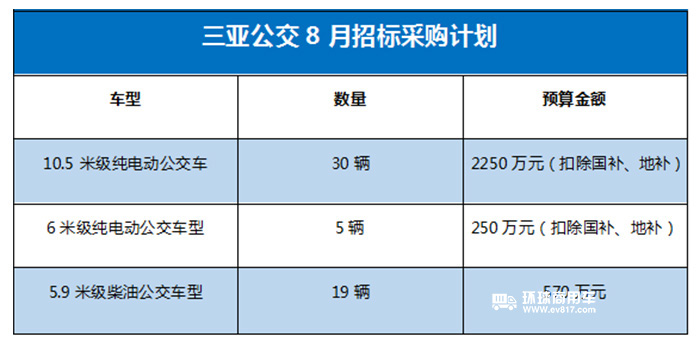 三亚公交 8 月招标采购计划
车型 数量 预算金额
10.5 米级纯电动公交车 30 辆 2250 万元（扣除国补、地补）
6 米级纯电动公交车型 5 辆 250 万元（扣除国补、地补）
5.9 米级柴油公交车型 19 辆 570 万元
环球商用车
www.ev817.com